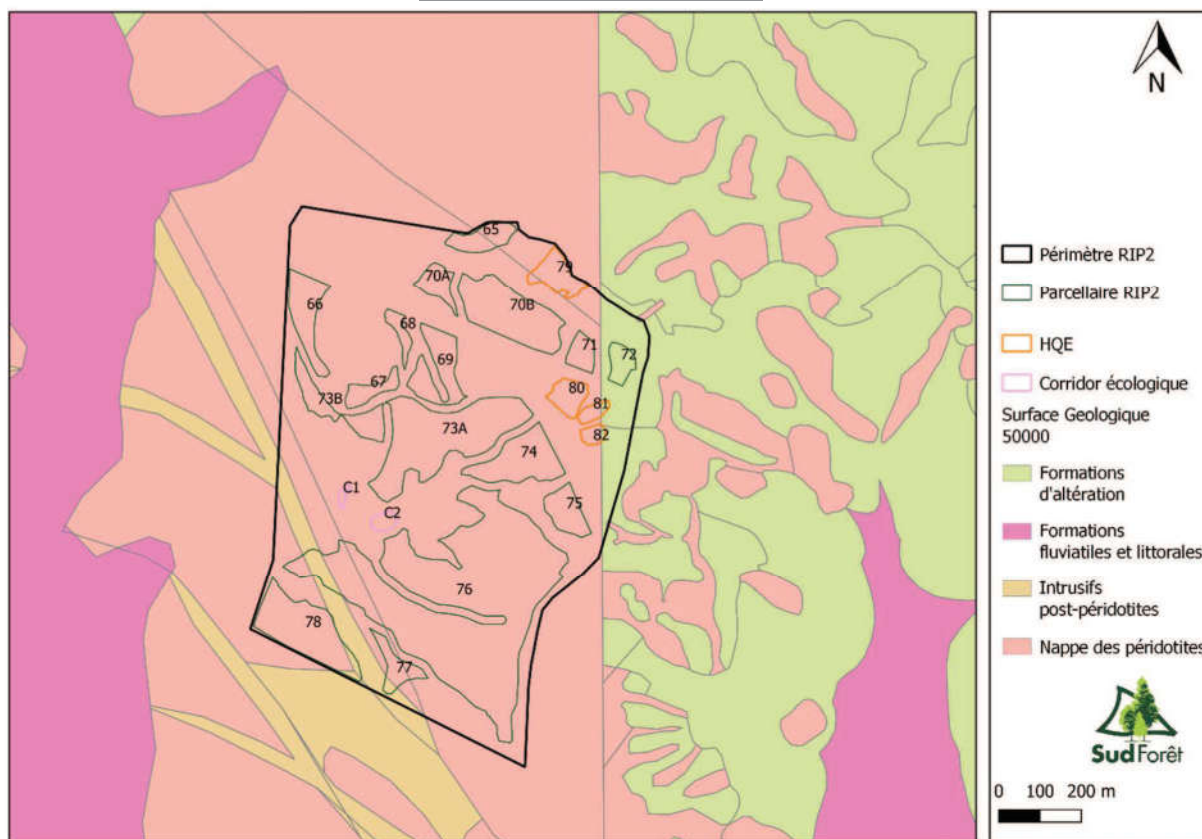 N
65
79
70A
66
70B
68
71
72
69
67
80
73B
81
73A
82
74
C1
75
C2
76
78
77
Périmètre RIP2
Parcellaire RIP2
HQE
Corridor écologique
Surface Geologique
50000
Formations
d'altération
Formations
fluviatiles et littorales
Intrusifs
post-péridotites
Nappe des péridotites
SudForêt
0 100 200 m